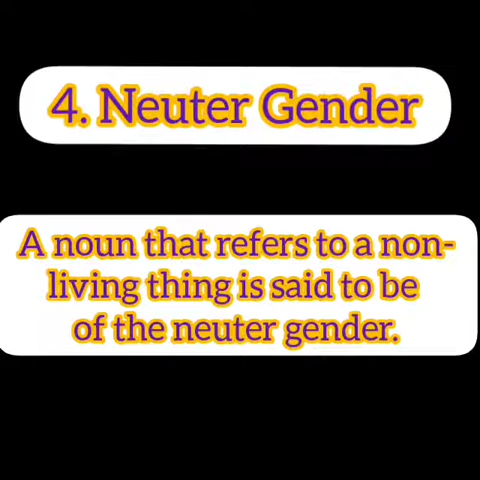 4. Neuter Gender
A noun that refers to a non-
living thing is said to be
of the neuter gender.